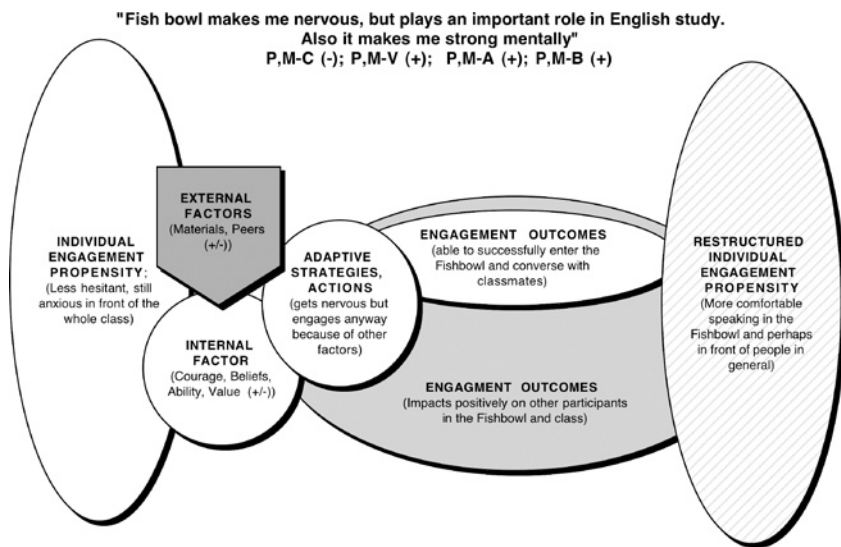 "Fish bowl makes me nervous, but plays an important role in English study.
Also it makes me strong mentally"
P,M-C (-); P,M-V (+); P,M-A (+); P,M-B (+)
INDIVIDUAL
ENGAGEMENT
PROPENSITY;
(Less hesitant, still
anxious in front of the
whole class)
EXTERNAL
FACTORS
(Materials, Peers
(+/-))
INTERNAL
FACTOR
(Courage, Beliefs,
Ability, Value (+/-))
ADAPTIVE
STRATEGIES,
ACTIONS
(gets nervous but
engages anyway
because of other
factors)
ENGAGEMENT OUTCOMES
(able to successfully enter the
Fishbowl and converse with
classmates)
ENGAGMENT OUTCOMES
(Impacts positively on other participants
in the Fishbowl and class)
RESTRUCTURED
INDIVIDUAL
ENGAGEMENT
PROPENSITY
(More comfortable
speaking in the
Fishbowl and perhaps
in front of people in
general)